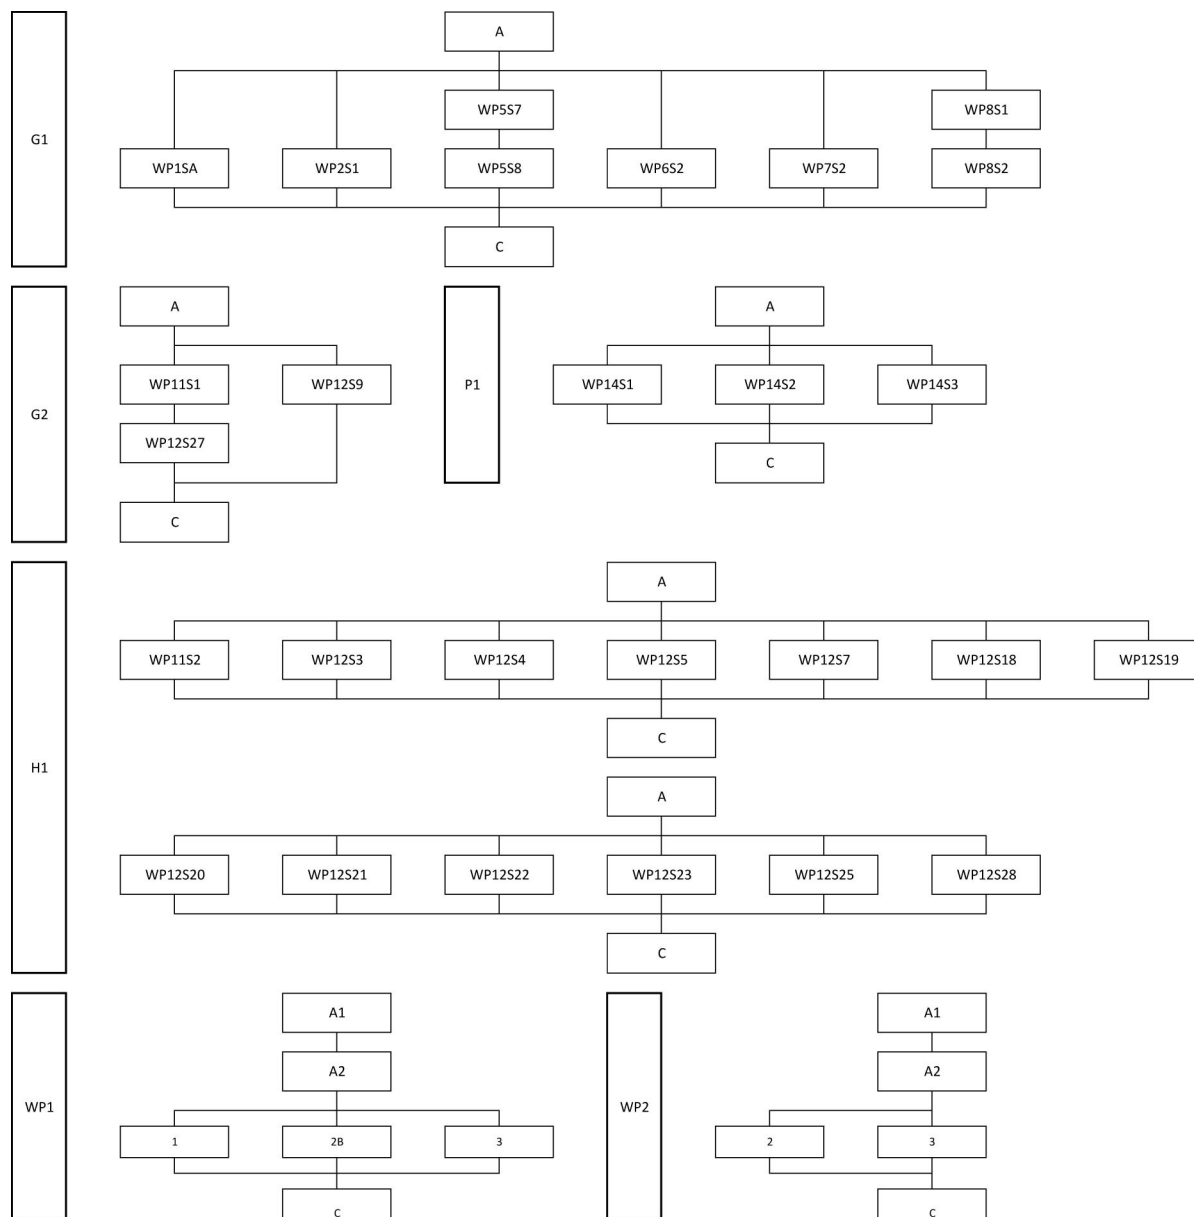 A
WP5S7
WP8S1
G1
WP1SA
WP2S1
WP5S8
WP6S2
WP7S2
WP8S2
C
A
WP11S1
WP12S9
G2
WP12S27
C
P1
A
WP14S1
WP14S2
WP14S3
C
H1
A
WP11S2
WP12S3
WP12S4
WP12S5
WP12S7
WP12S18
WP12S19
C
A
WP12S20
WP12S21
WP12S22
WP12S23
WP12S25
WP12S28
C
WP1
A1
A2
1
2B
3
C
WP2
A1
A2
2
3
C